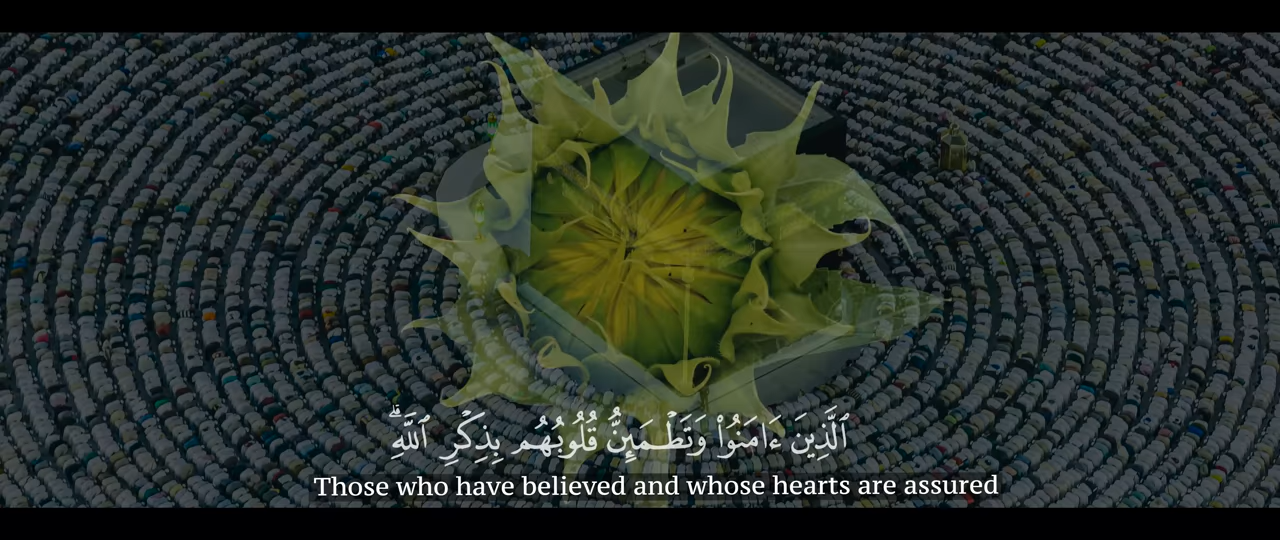 ٱلَّذِينَ ءَامَنُوا۟ وَتَطْمَئِنُّ قُلُوبُهُم بِذِكْرِ ٱللَّهِ ۗ
Those who have believed and whose hearts are assured